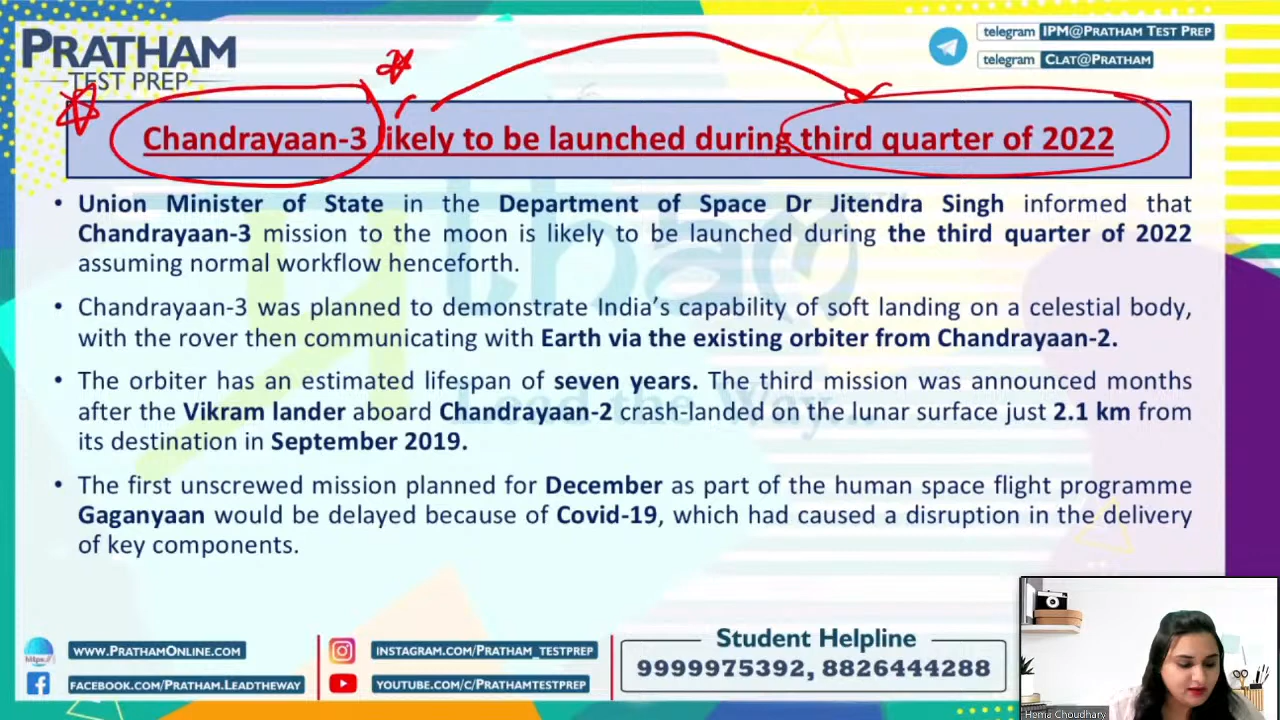 PRATHAM
TEST PREP
telegram IPM@PRATHAM TEST PREP
telegram CLAT@PRATHAM
Chandrayaan-3 likely to be launched during third quarter of 2022
• Union Minister of State in the Department of Space Dr Jitendra Singh informed that
Chandrayaan-3 mission to the moon is likely to be launched during the third quarter of 2022
assuming normal workflow henceforth.
• Chandrayaan-3 was planned to demonstrate India's capability of soft landing on a celestial body,
with the rover then communicating with Earth via the existing orbiter from Chandrayaan-2.
• The orbiter has an estimated lifespan of seven years. The third mission was announced months
after the Vikram lander aboard Chandrayaan-2 crash-landed on the lunar surface just 2.1 km from
its destination in September 2019.
• The first unscrewed mission planned for December as part of the human space flight programme
Gaganyaan would be delayed because of Covid-19, which had caused a disruption in the delivery
of key components.
Lead the Way...
https://
WWW.PRATHAMONLINE.COM
FACEBOOK.COM/PRATHAM.LEADTHEWAY
INSTAGRAM.COM/PRATHAM_TESTPREP
YOUTUBE.COM/C/PRATHAMTESTPREP
Student Helpline
9999975392, 8826444288
Hema Choudhary